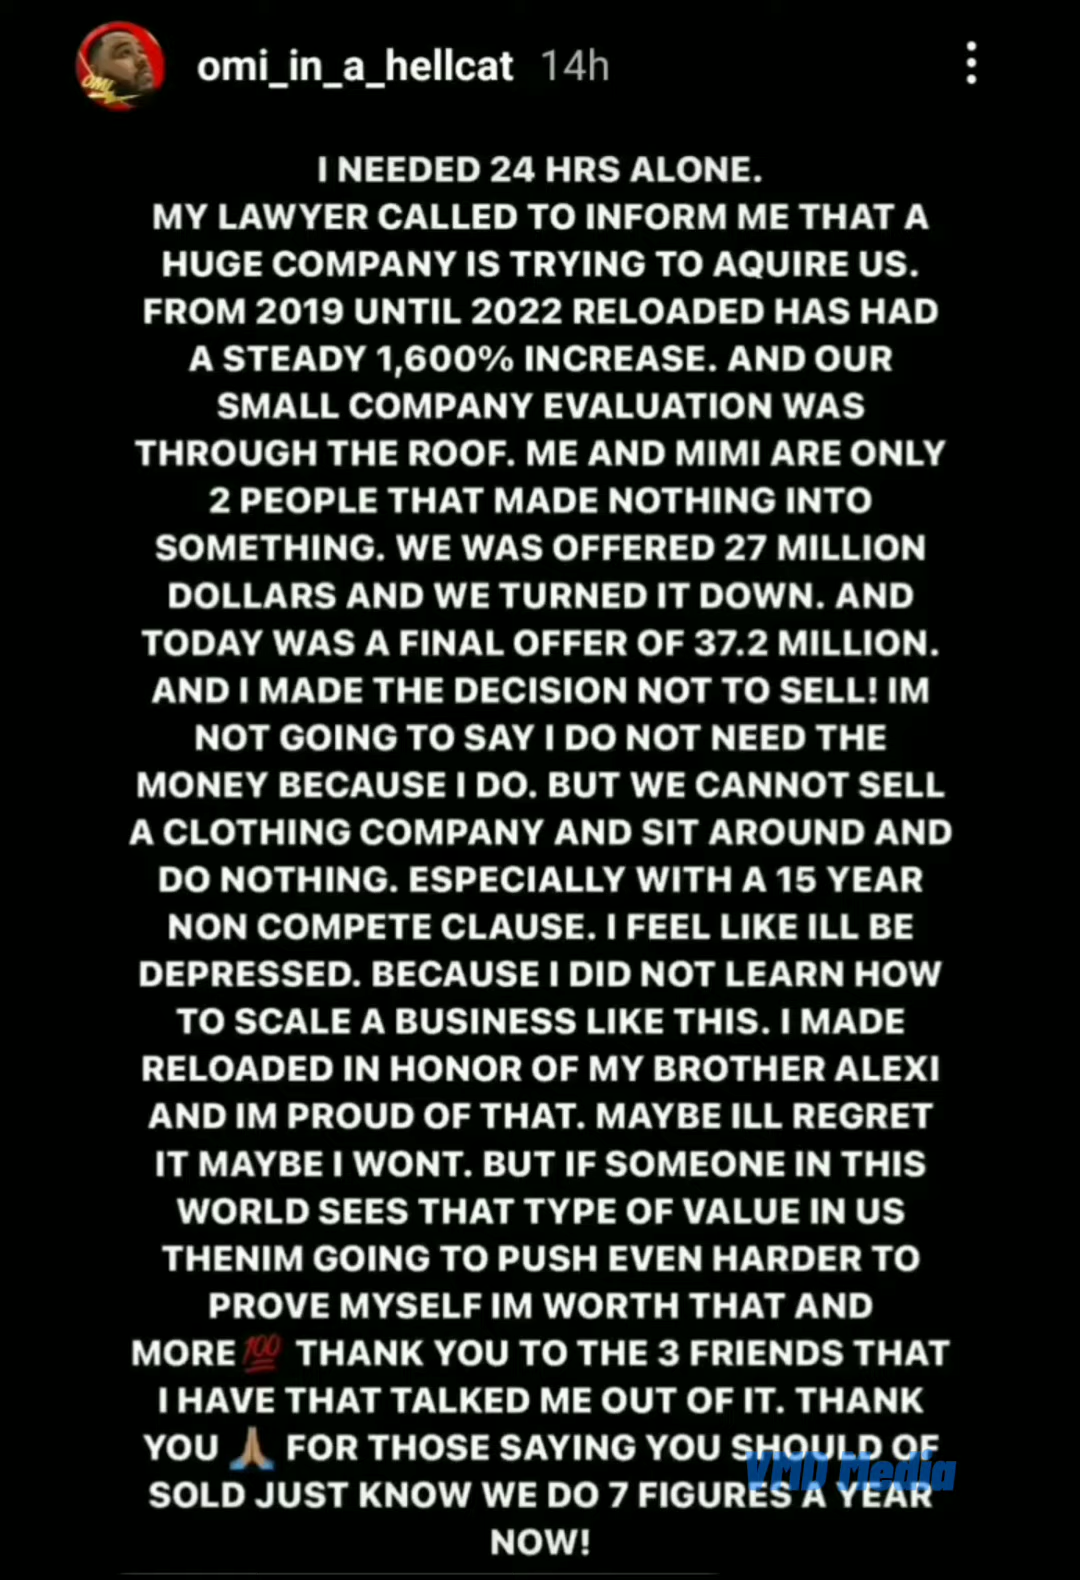 omi_in_a_hellcat 14h
I NEEDED 24 HRS ALONE.
MY LAWYER CALLED TO INFORM ME THAT A
HUGE COMPANY IS TRYING TO AQUIRE US.
FROM 2019 UNTIL 2022 RELOADED HAS HAD
A STEADY 1,600% INCREASE. AND OUR
SMALL COMPANY EVALUATION WAS
THROUGH THE ROOF. ME AND MIMI ARE ONLY
2 PEOPLE THAT MADE NOTHING INTO
SOMETHING. WE WAS OFFERED 27 MILLION
DOLLARS AND WE TURNED IT DOWN. AND
TODAY WAS A FINAL OFFER OF 37.2 MILLION.
AND I MADE THE DECISION NOT TO SELL! IM
NOT GOING TO SAY I DO NOT NEED THE
MONEY BECAUSE I DO. BUT WE CANNOT SELL
A CLOTHING COMPANY AND SIT AROUND AND
DO NOTHING. ESPECIALLY WITH A 15 YEAR
NON COMPETE CLAUSE. I FEEL LIKE ILL BE
DEPRESSED. BECAUSE I DID NOT LEARN HOW
TO SCALE A BUSINESS LIKE THIS. I MADE
RELOADED IN HONOR OF MY BROTHER ALEXI
AND IM PROUD OF THAT. MAYBE ILL REGRET
IT MAYBE I WONT. BUT IF SOMEONE IN THIS
WORLD SEES THAT TYPE OF VALUE IN US
THENIM GOING TO PUSH EVEN HARDER TO
PROVE MYSELF IM WORTH THAT AND
MORE💯 THANK YOU TO THE 3 FRIENDS THAT
I HAVE THAT TALKED ME OUT OF IT. THANK
YOU 🙏🏽 FOR THOSE SAYING YOU SHOULD OF
SOLD JUST KNOW WE DO 7 FIGURES A YEAR
NOW!
VMD Media
OMI